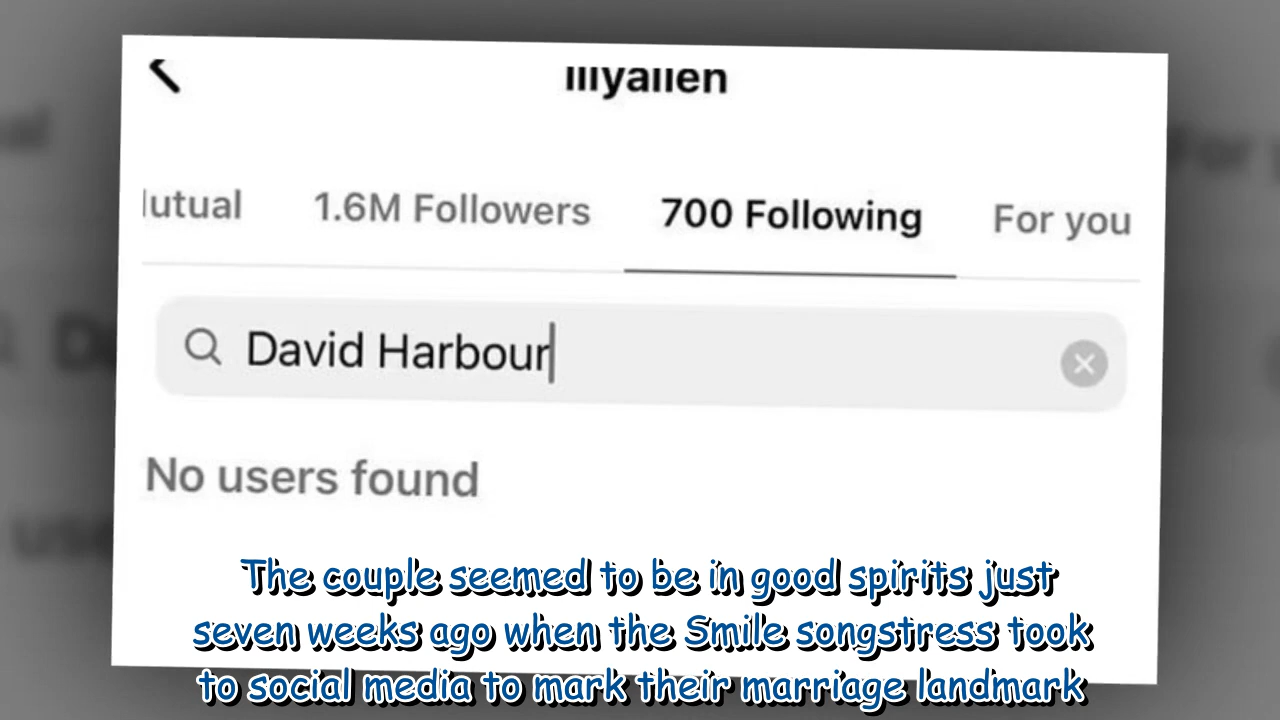 lilyallen
Mutual 1.6M Followers 700 Following For you
David Harbour
No users found
The couple seemed to be in good spirits just
seven weeks ago when the Smile songstress took
to social media to mark their marriage landmark